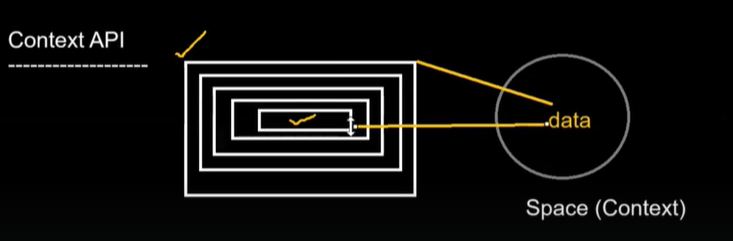 Context API
-------------------
data
Space (Context)